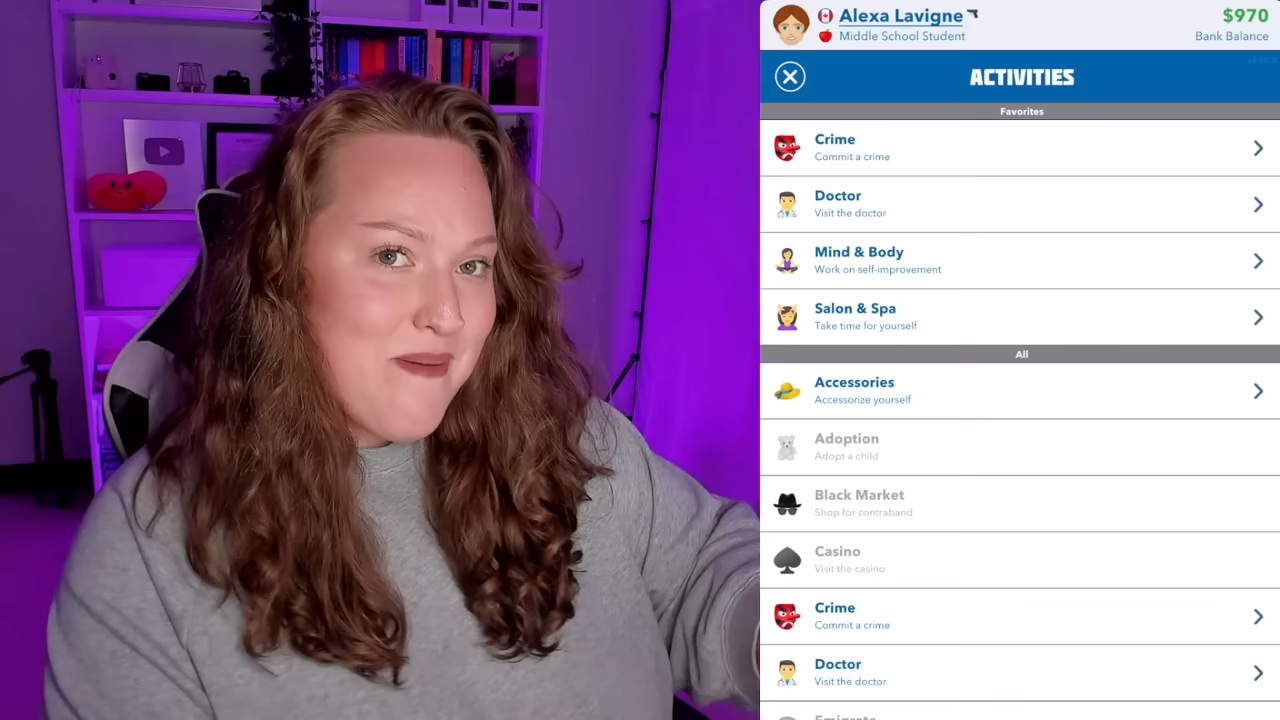 Alexa Lavigne
Middle School Student
$970
Bank Balance
ACTIVITIES
Favorites
Crime
Commit a crime
Doctor
Visit the doctor
Mind & Body
Work on self-improvement
Salon & Spa
Take time for yourself
All
Accessories
Accessorize yourself
Adoption
Adopt a child
Black Market
Shop for contraband
Casino
Visit the casino
Crime
Commit a crime
Doctor
Visit the doctor
Emigrate